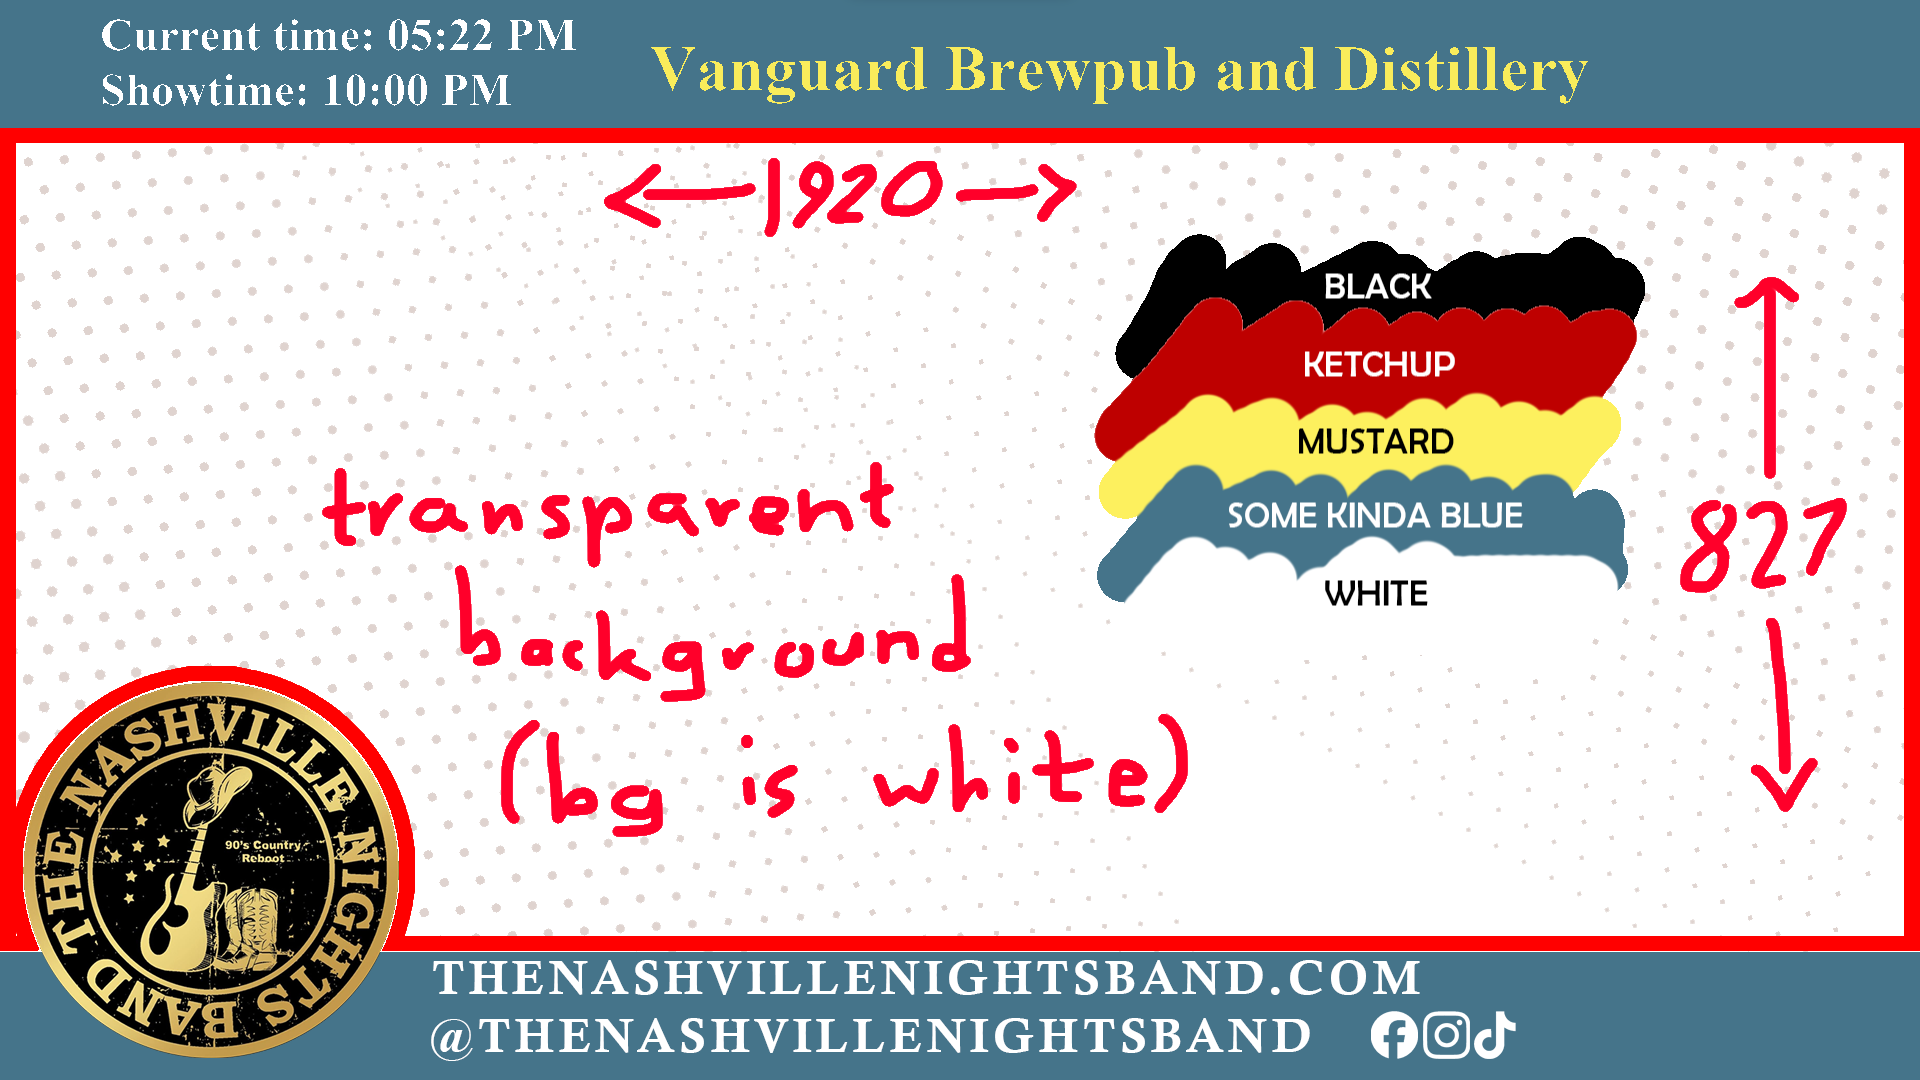 Current time: 05:22 PM
Showtime: 10:00 PM
Vanguard Brewpub and Distillery
1920
BLACK
KETCHUP
MUSTARD
SOME KINDA BLUE
WHITE
827
transparent
background
(bg is white)
THE NASHVILLE NIGHTS BAND
90's Country
Reboot
THENASHVILLENIGHTSBAND.COM
@THENASHVILLENIGHTSBAND